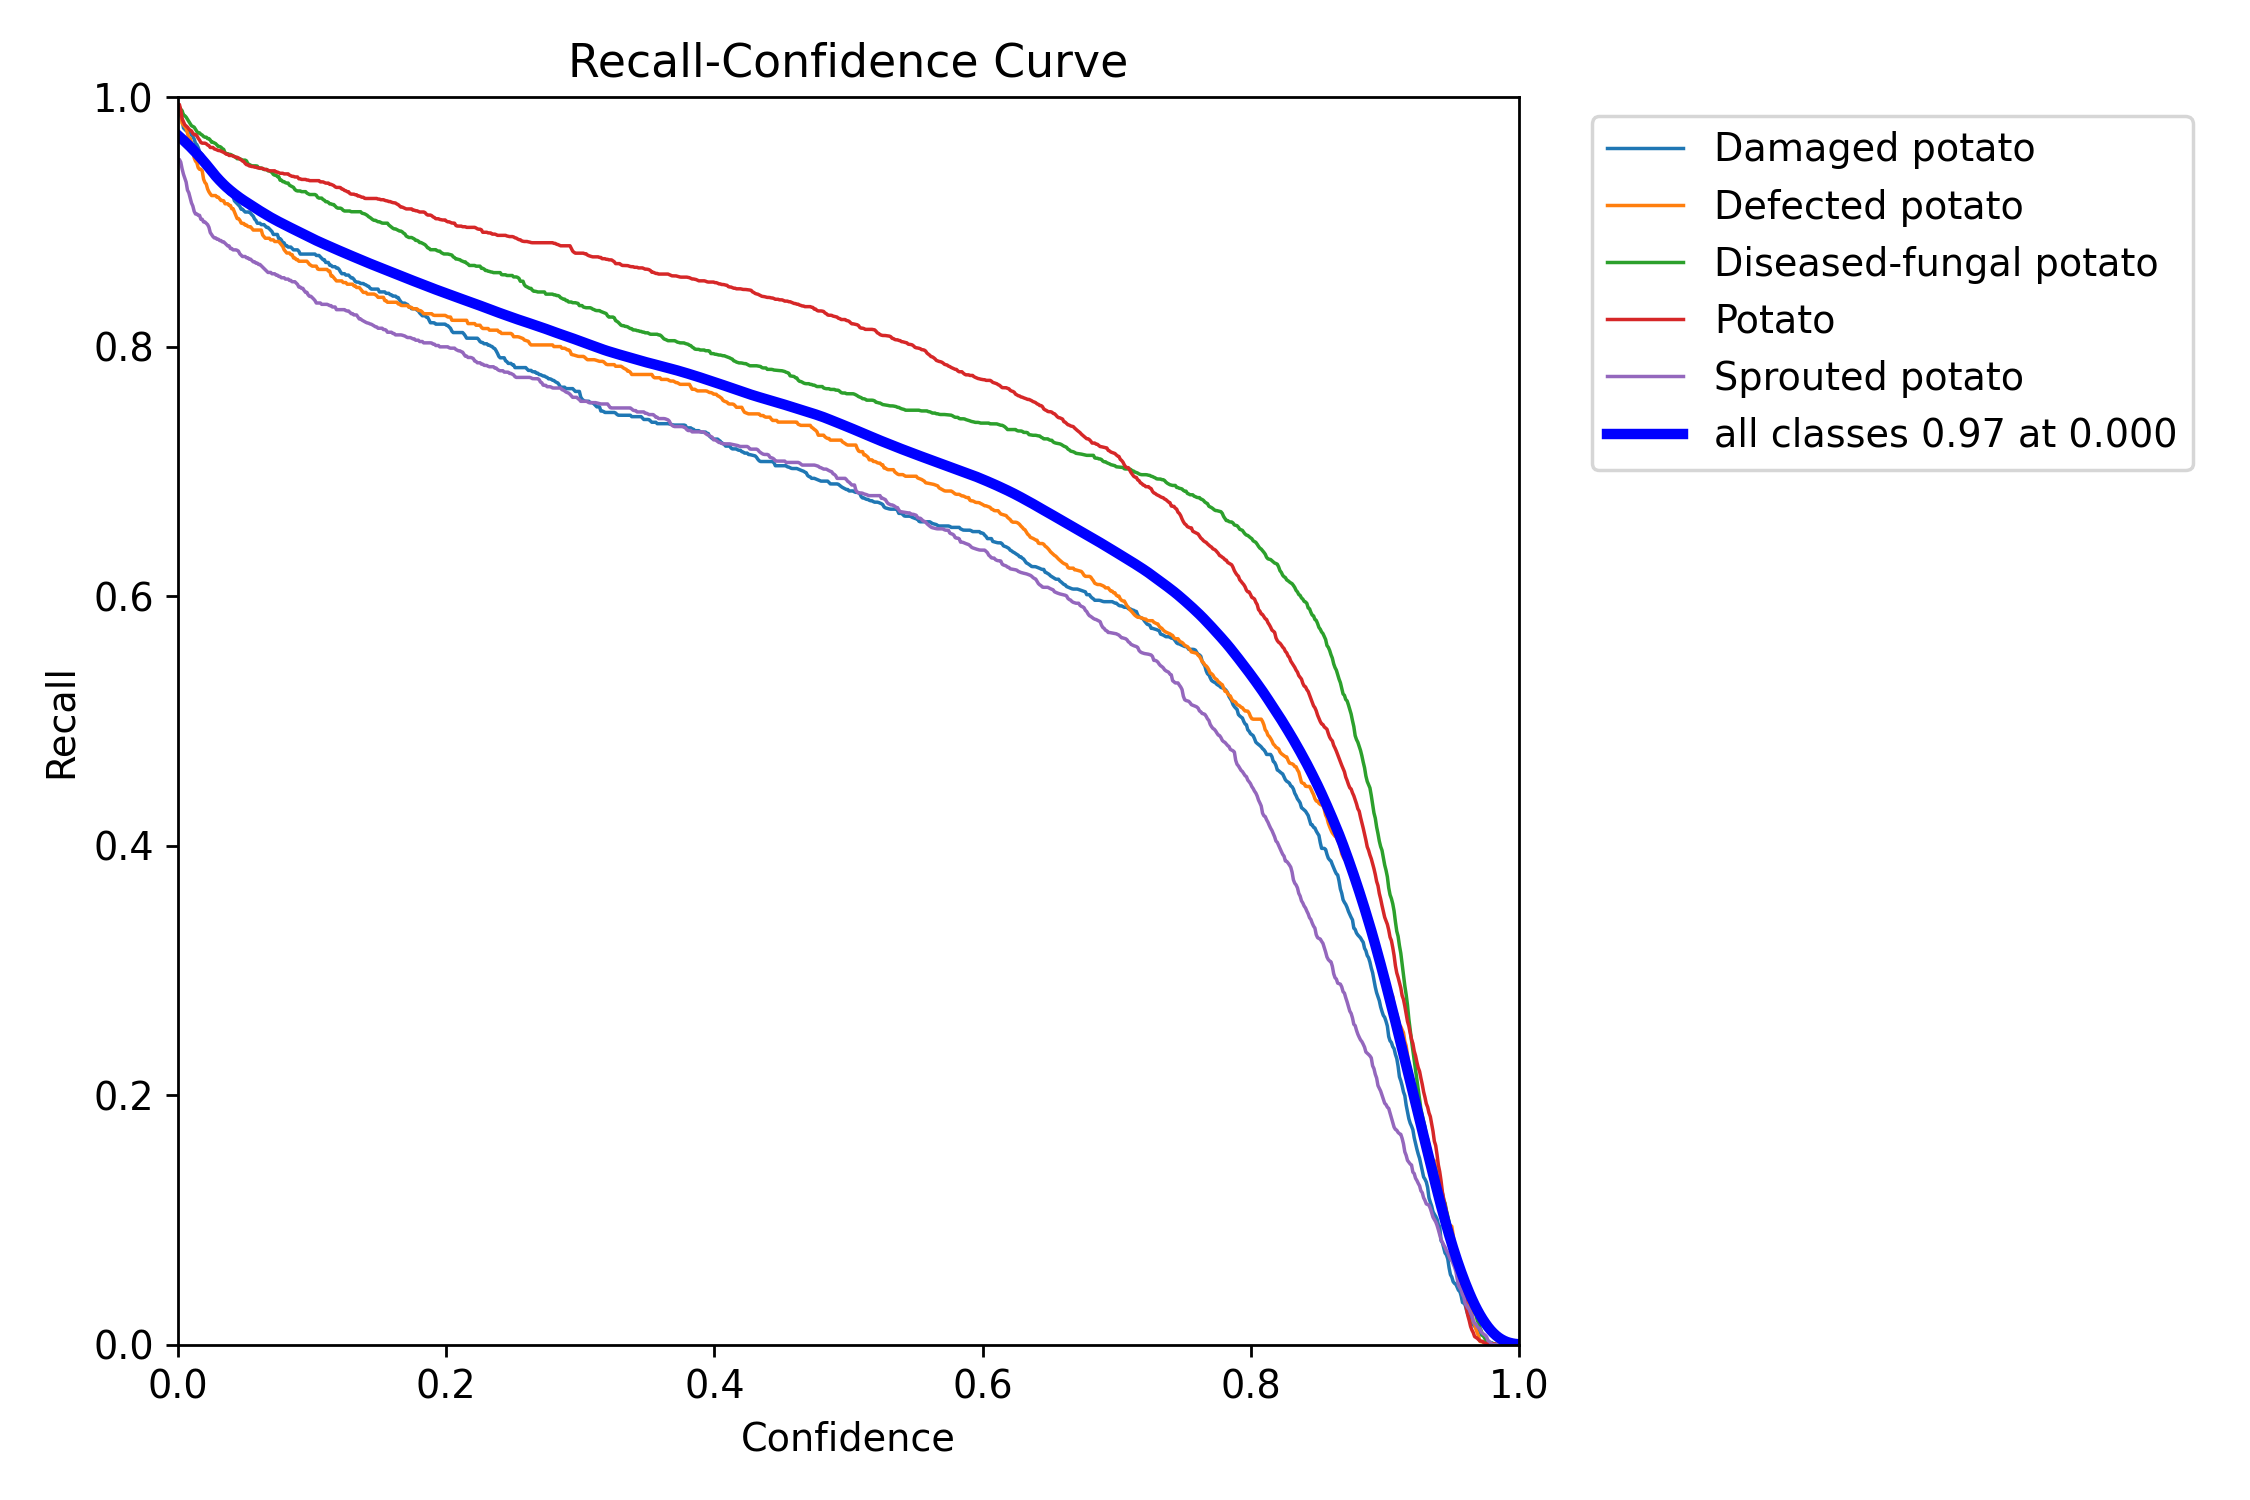 Recall-Confidence Curve
1.0
0.8
0.6
0.4
0.2
0.0
Recall
0.0 0.2 0.4 0.6 0.8 1.0
Confidence
Damaged potato
Defected potato
Diseased-fungal potato
Potato
Sprouted potato
all classes 0.97 at 0.000